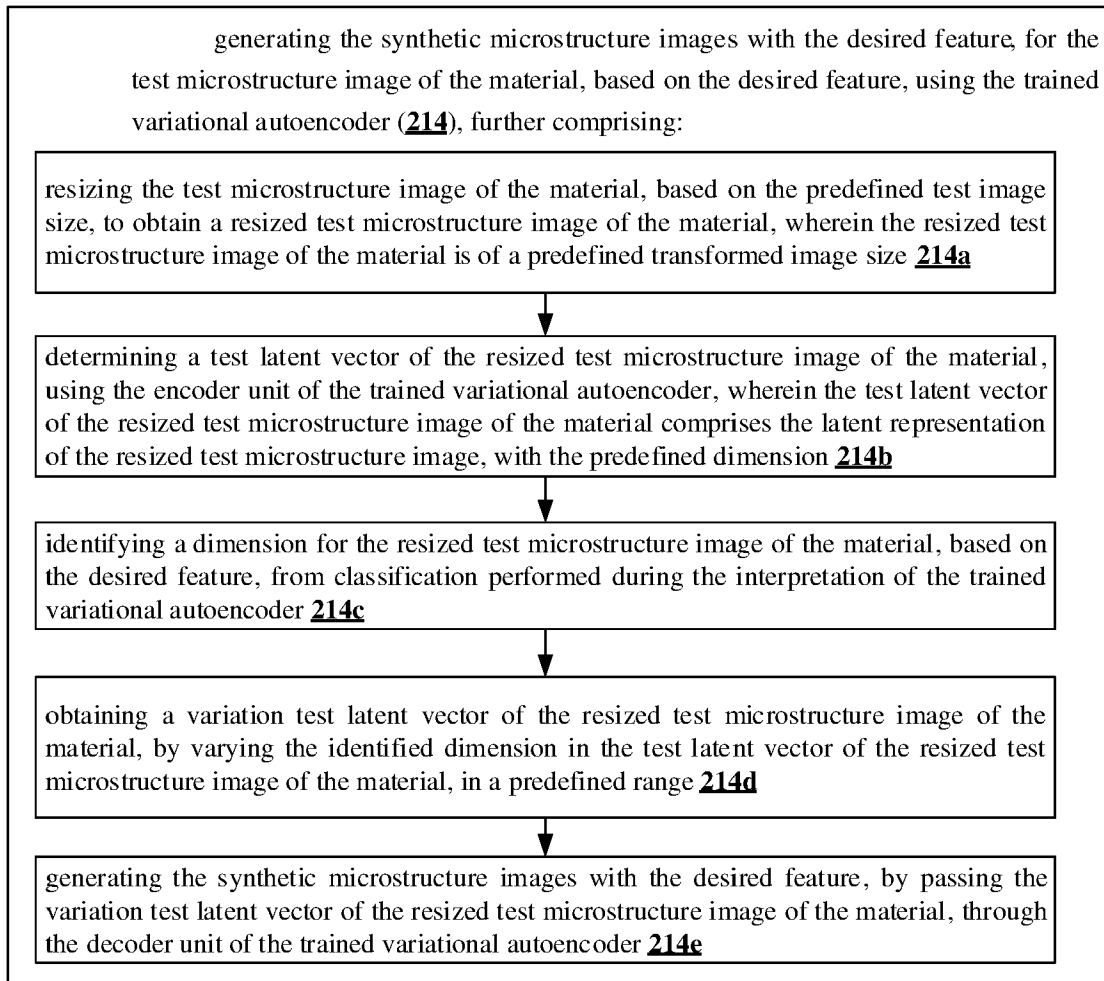 generating the synthetic microstructure images with the desired feature, for the
test microstructure image of the material, based on the desired feature, using the trained
variational autoencoder (214), further comprising:
resizing the test microstructure image of the material, based on the predefined test image
size, to obtain a resized test microstructure image of the material, wherein the resized test
microstructure image of the material is of a predefined transformed image size 214a
determining a test latent vector of the resized test microstructure image of the material,
using the encoder unit of the trained variational autoencoder, wherein the test latent vector
of the resized test microstructure image of the material comprises the latent representation
of the resized test microstructure image, with the predefined dimension 214b
identifying a dimension for the resized test microstructure image of the material, based on
the desired feature, from classification performed during the interpretation of the trained
variational autoencoder 214c
obtaining a variation test latent vector of the resized test microstructure image of the
material, by varying the identified dimension in the test latent vector of the resized test
microstructure image of the material, in a predefined range 214d
generating the synthetic microstructure images with the desired feature, by passing the
variation test latent vector of the resized test microstructure image of the material, through
the decoder unit of the trained variational autoencoder 214e